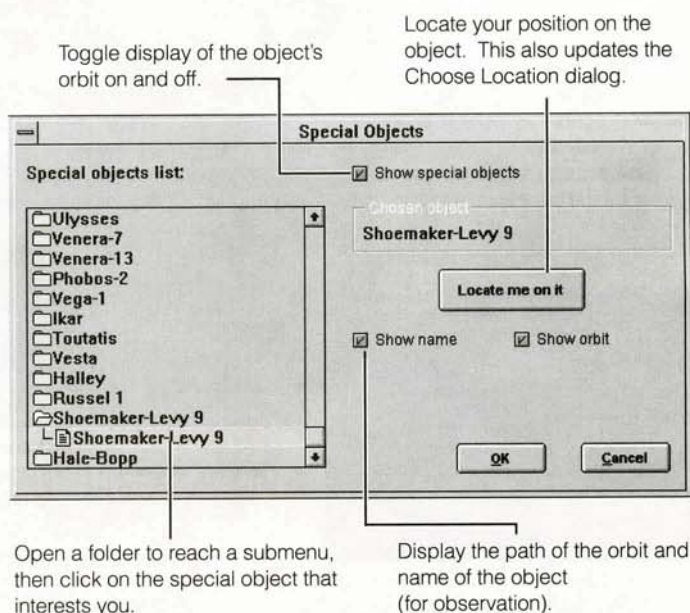 Toggle display of the object's
orbit on and off.
Locate your position on the
object. This also updates the
Choose Location dialog.
Special Objects
Special objects list:
Show special objects
Ulysses
Venera-7
Venera-13
Phobos-2
Vega-1
Ikar
Toutatis
Vesta
Halley
Russel 1
Shoemaker-Levy 9
Shoemaker-Levy 9
Hale-Bopp
Chosen object
Shoemaker-Levy 9
Locate me on it
Show name
Show orbit
OK
Cancel
Open a folder to reach a submenu,
then click on the special object that
interests you.
Display the path of the orbit and
name of the object
(for observation).